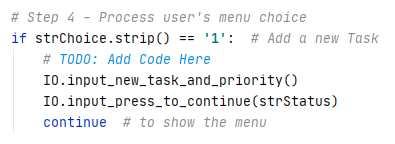 # Step 4 - Process user's menu choice
if strChoice.strip() == '1':  # Add a new Task
    # TODO: Add Code Here
    IO.input_new_task_and_priority()
    IO.input_press_to_continue(strStatus)
    continue  # to show the menu